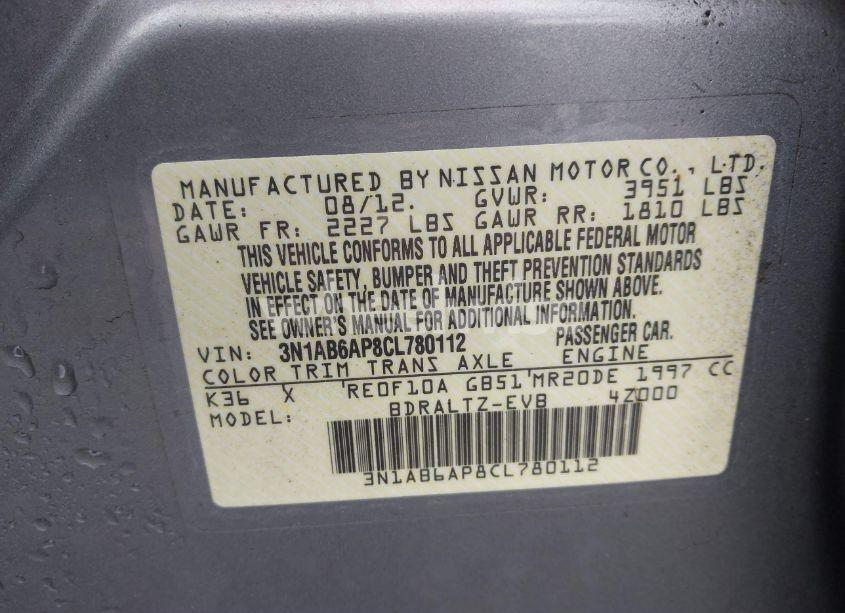 MANUFACTURED BY NISSAN MOTOR CO., LTD.
DATE: 08/12. GVWR: 3951 LBS
GAWR FR: 2227 LBS GAWR RR: 1810 LBS
THIS VEHICLE CONFORMS TO ALL APPLICABLE FEDERAL MOTOR
VEHICLE SAFETY, BUMPER AND THEFT PREVENTION STANDARDS
IN EFFECT ON THE DATE OF MANUFACTURE SHOWN ABOVE.
SEE OWNER'S MANUAL FOR ADDITIONAL INFORMATION.
VIN: 3N1AB6AP8CL780112 PASSENGER CAR.
COLOR TRIM TRANS AXLE ENGINE
K36 X RE0F10A GB51 MR20DE 1997 CC
MODEL: BDRALTZ-EVB 4Z000
3N1AB6AP8CL780112